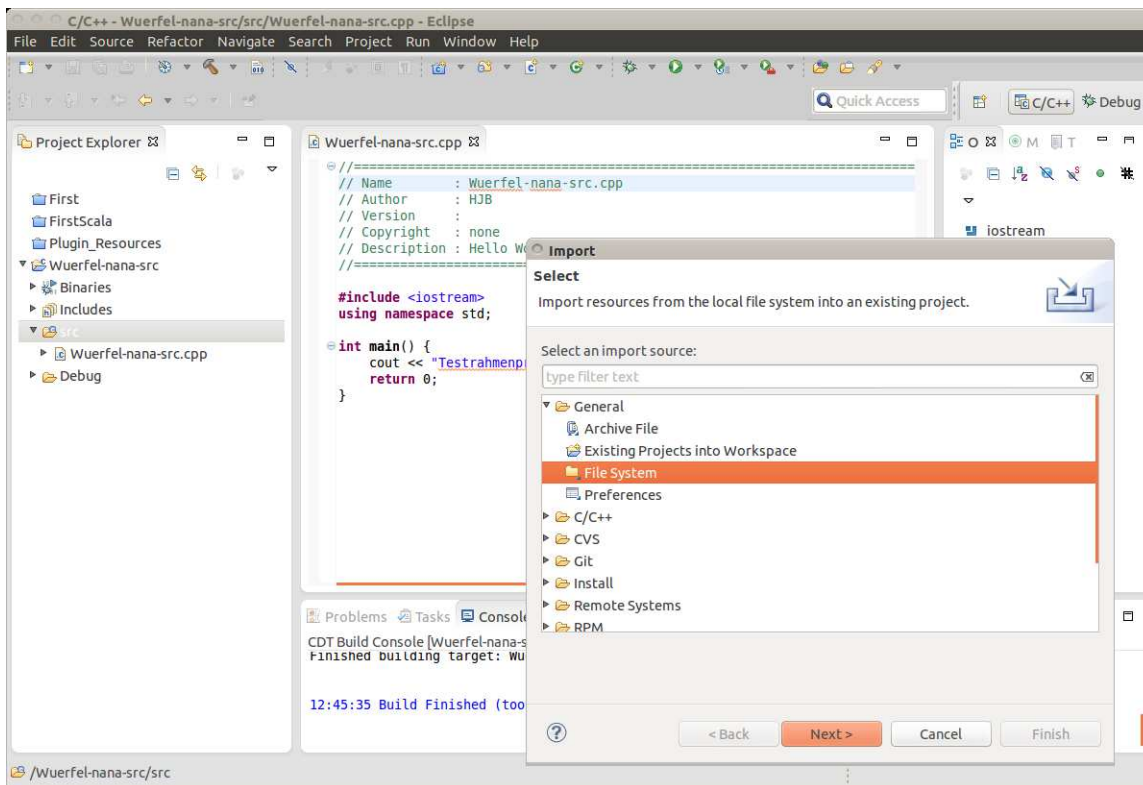 C/C++ - Wuerfel-nana-src/src/Wuerfel-nana-src.cpp - Eclipse
File Edit Source Refactor Navigate Search Project Run Window Help
Quick Access
C/C++
Debug
Project Explorer
First
FirstScala
Plugin_Resources
Wuerfel-nana-src
Binaries
Includes
src
Wuerfel-nana-src.cpp
Debug
Wuerfel-nana-src.cpp
//===========================================================================
// Name : Wuerfel-nana-src.cpp
// Author : HJB
// Version :
// Copyright : none
// Description : Hello
//=======================
#include <iostream>
using namespace std;
int main() {
cout << "Testrahmenp
return 0;
}
O M T
iostream
Import
Select
Import resources from the local file system into an existing project.
Select an import source:
type filter text
General
Archive File
Existing Projects into Workspace
File System
Preferences
C/C++
CVS
Git
Install
Remote Systems
RPM
< Back Next > Cancel Finish
Problems Tasks Console
CDT Build Console [Wuerfel-nana-s
Finished building target: Wu
12:45:35 Build Finished (too
/Wuerfel-nana-src/src